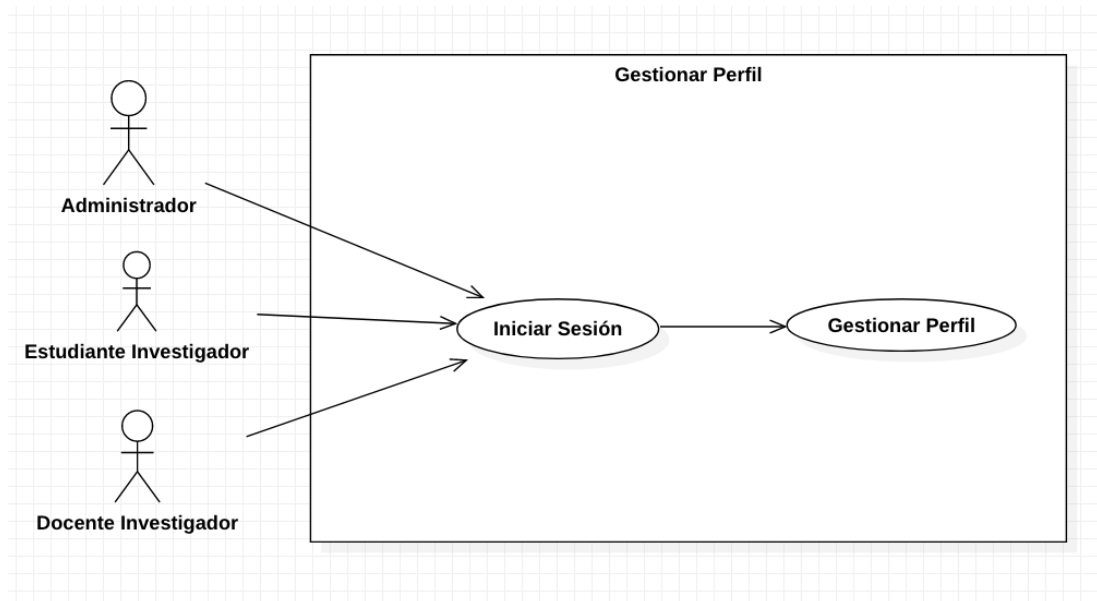 Gestionar Perfil
Administrador
Iniciar Sesión
Gestionar Perfil
Estudiante Investigador
Docente Investigador